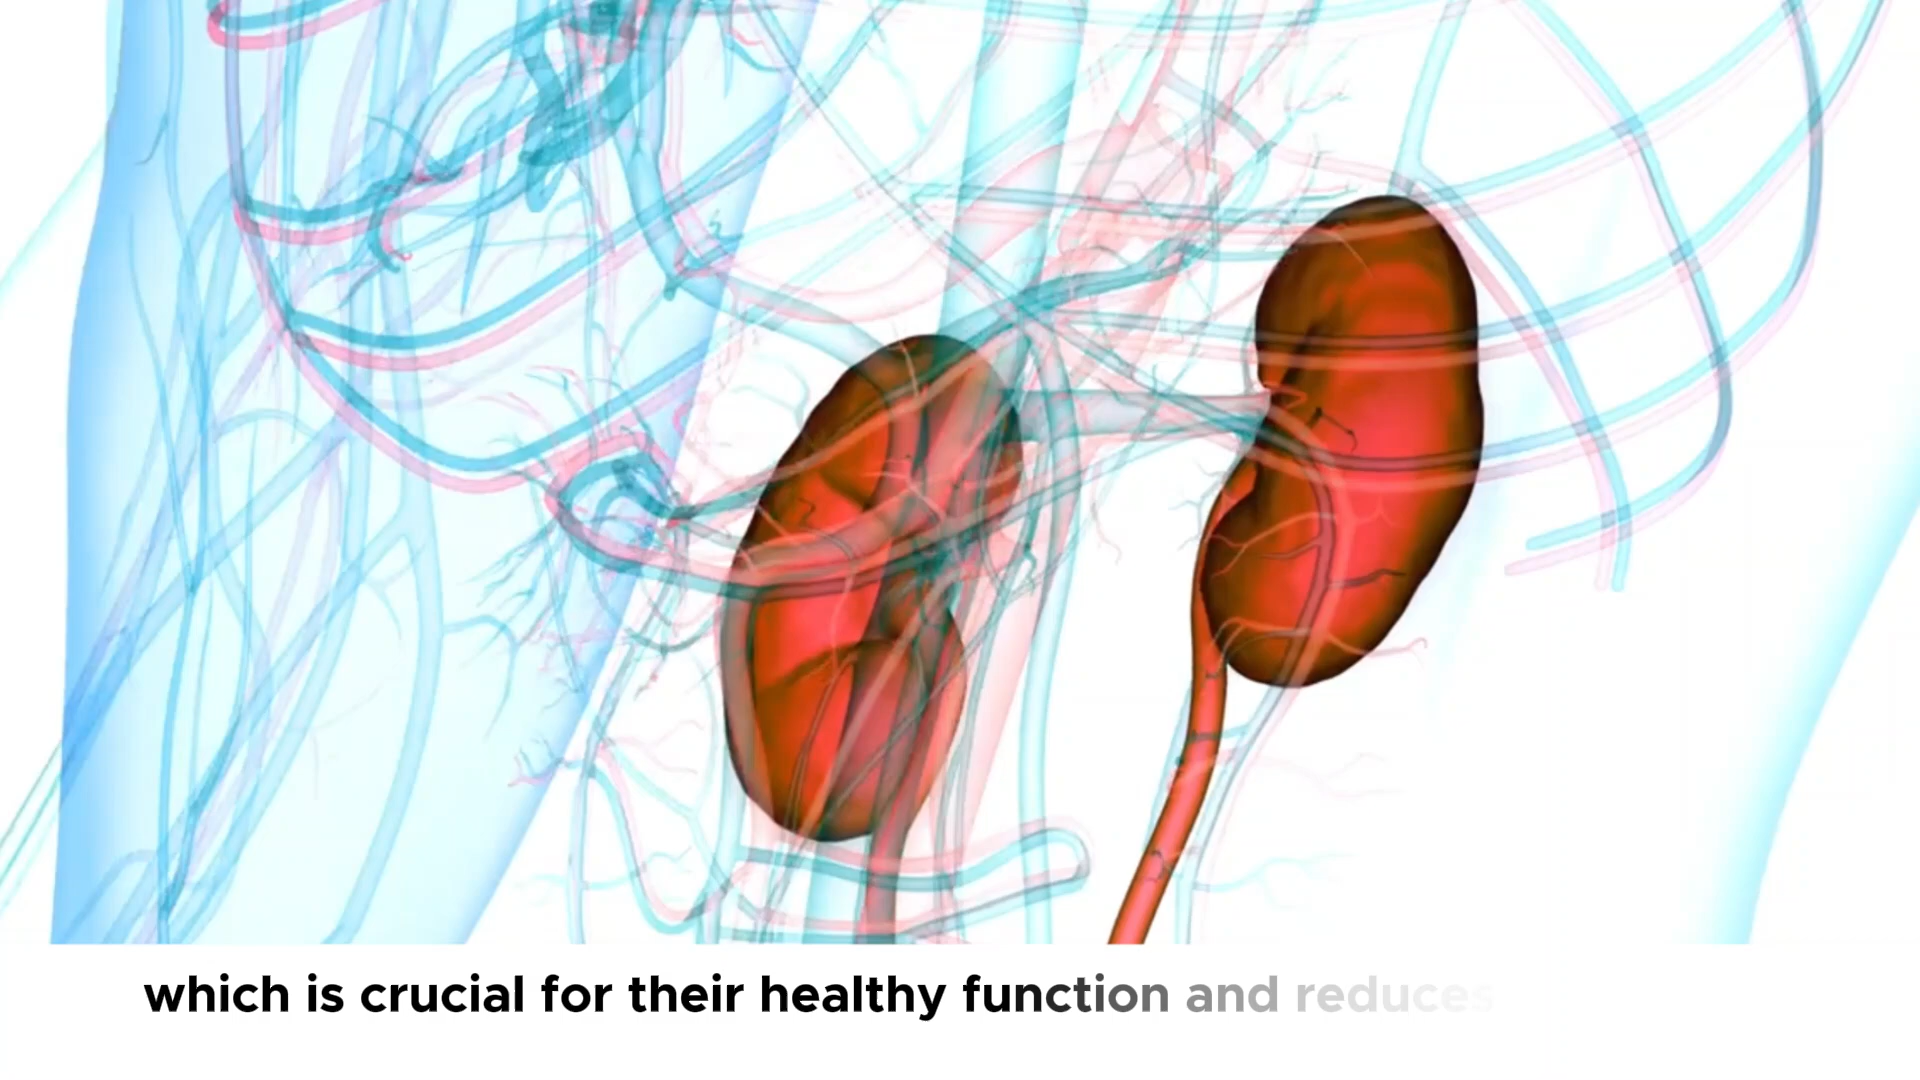 which is crucial for their healthy function and reduces